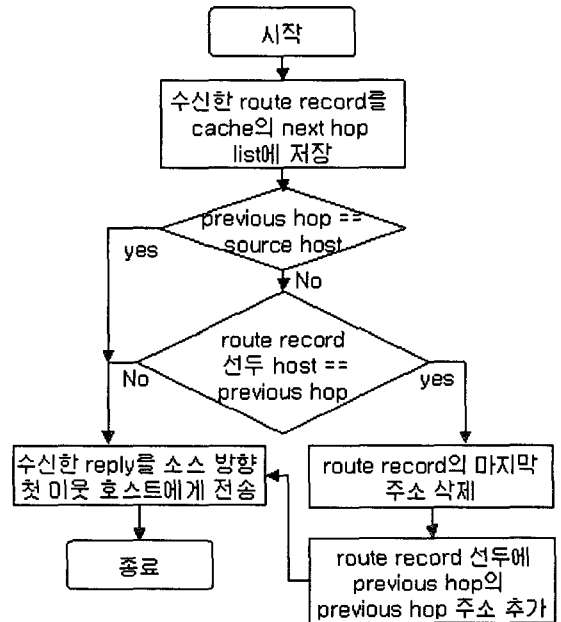 시작
수신한 route record를
cache의 next hop
list에 저장
previous hop ==
source host
yes
No
route record
선두 host ==
previous hop
No
yes
수신한 reply를 소스 방향
첫 이웃 호스트에게 전송
route record의 마지막
주소 삭제
종료
route record 선두에
previous hop의
previous hop 주소 추가